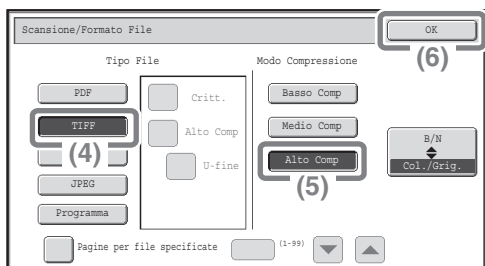 Scansione/Formato File
OK
(6)
Tipo File
Modo Compressione
PDF
Critt.
Basso Comp
TIFF
Alto Comp
Medio Comp
(4)
U-fine
Alto Comp
(5)
B/N
Col./Grig.
JPEG
Programma
Pagine per file specificate
(1-99)